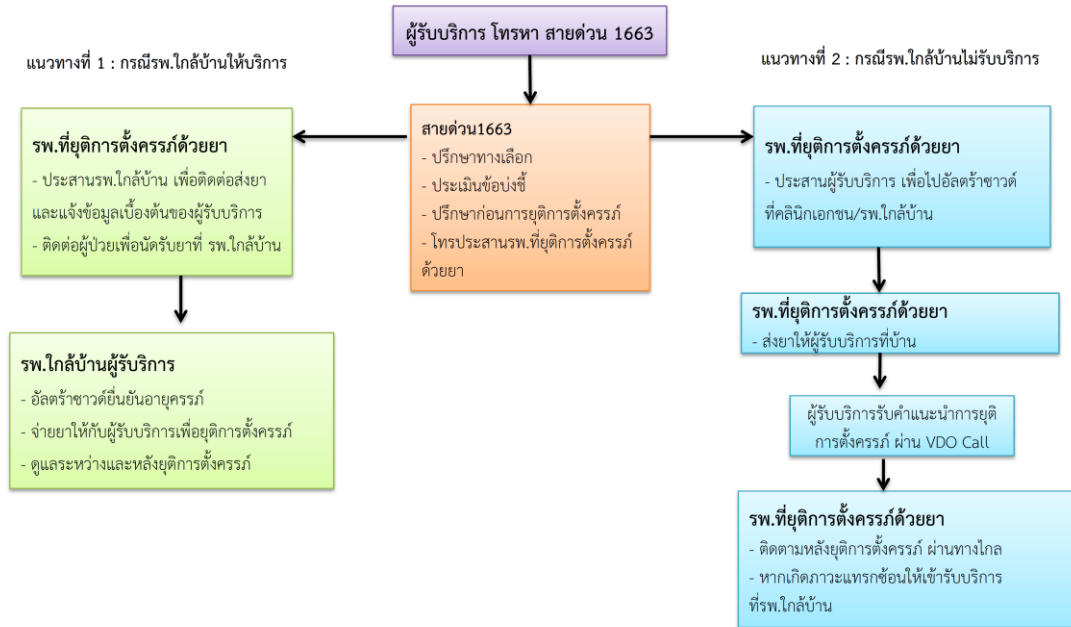 ผู้รับบริการ โทรหา สายด่วน 1663
แนวทางที่ 1 : กรณีรพ.ใกล้บ้านให้บริการ
แนวทางที่ 2 : กรณีรพ.ใกล้บ้านไม่รับบริการ
รพ.ที่ยุติการตั้งครรภ์ด้วยยา
- ประสานรพ.ใกล้บ้าน เพื่อติดต่อส่งยา
และแจ้งข้อมูลเบื้องต้นของผู้รับบริการ
- ติดต่อผู้ป่วยเพื่อนัดรับยาที่ รพ.ใกล้บ้าน
สายด่วน1663
- ปรึกษาทางเลือก
- ประเมินข้อบ่งชี้
- ปรึกษาก่อนการยุติการตั้งครรภ์
- โทรประสานรพ.ที่ยุติการตั้งครรภ์
ด้วยยา
รพ.ที่ยุติการตั้งครรภ์ด้วยยา
- ประสานผู้รับบริการ เพื่อไปอัลตร้าซาวด์
ที่คลินิกเอกชน/รพ.ใกล้บ้าน
รพ.ใกล้บ้านผู้รับริการ
- อัลตร้าซาวด์ยื่นยันอายุครรภ์
- จ่ายยาให้กับผู้รับบริการเพื่อยุติการตั้งครรภ์
- ดูแลระหว่างและหลังยุติการตั้งครรภ์
รพ.ที่ยุติการตั้งครรภ์ด้วยยา
- ส่งยาให้ผู้รับบริการที่บ้าน
ผู้รับบริการรับคำแนะนำการยุติ
การตั้งครรภ์ ผ่าน VDO Call
รพ.ที่ยุติการตั้งครรภ์ด้วยยา
- ติดตามหลังยุติการตั้งครรภ์ ผ่านทางไกล
- หากเกิดภาวะแทรกซ้อนให้เข้ารับบริการ
ที่รพ.ใกล้บ้าน